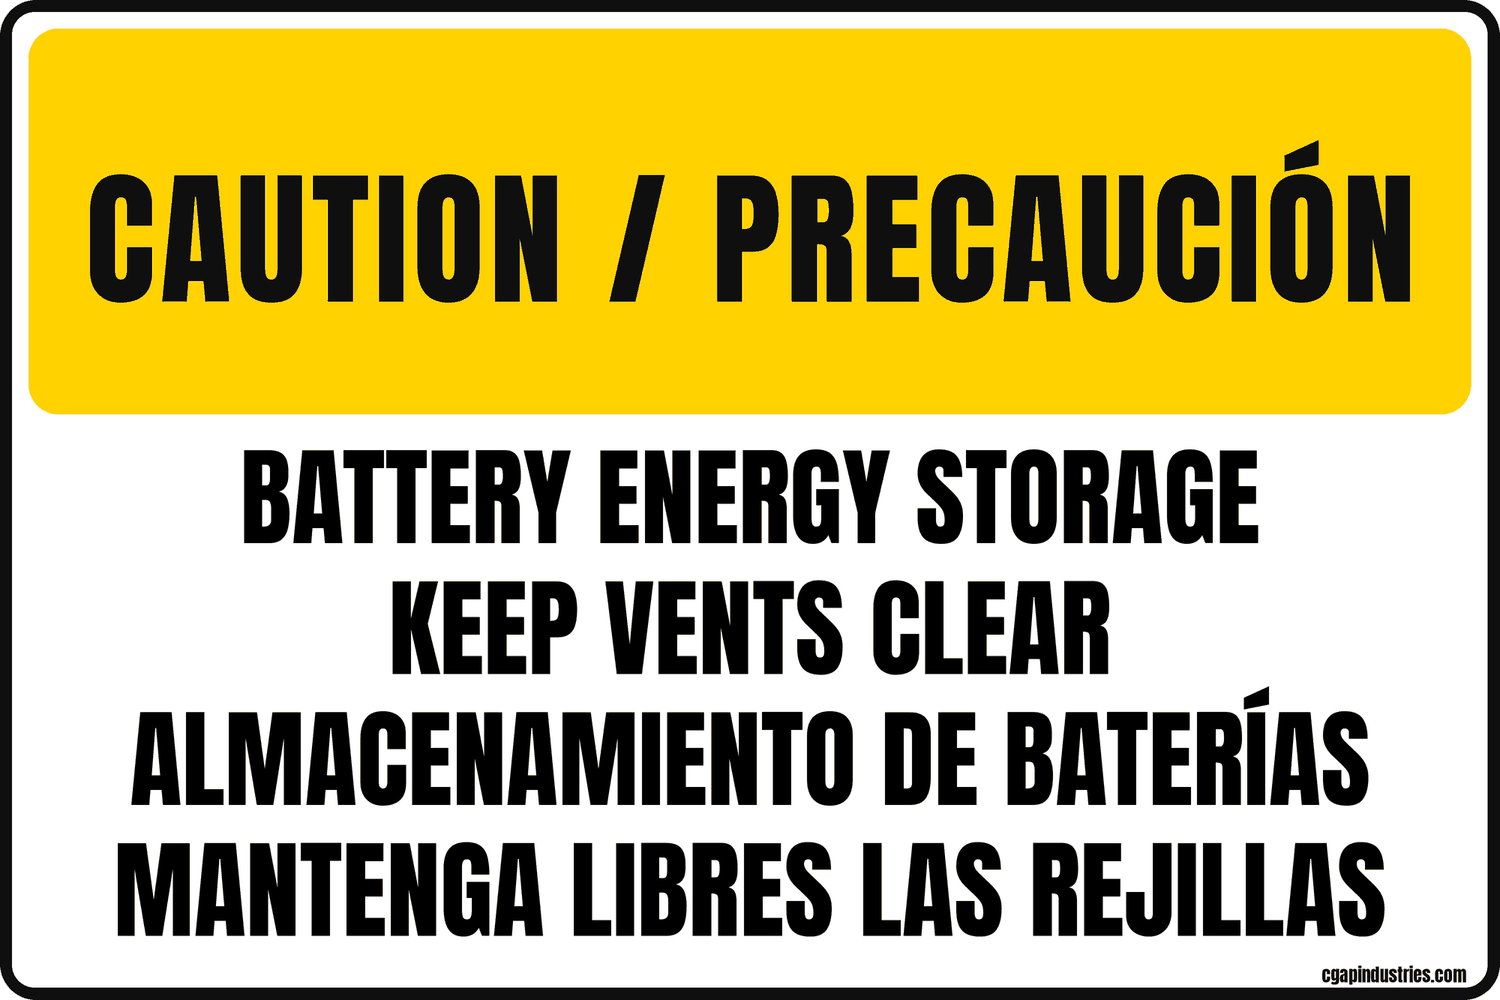 CAUTION / PRECAUCIÓN
BATTERY ENERGY STORAGE
KEEP VENTS CLEAR
ALMACENAMIENTO DE BATERÍAS
MANTENGA LIBRES LAS REJILLAS
cgapindustries.com